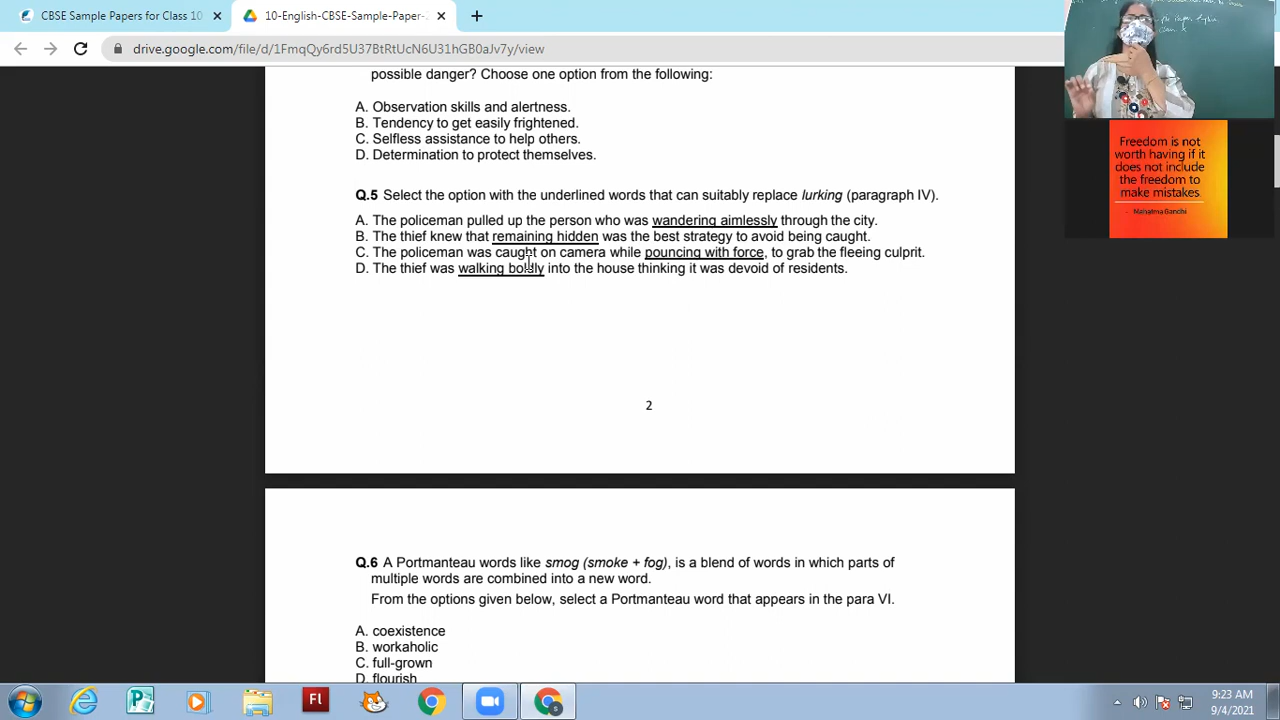 CBSE Sample Papers for Class 10
10-English-CBSE-Sample-Paper-
drive.google.com/file/d/1FmqQy6rd5U37BtRtUcN6U31hGB0aJv7y/view
possible danger? Choose one option from the following:
A. Observation skills and alertness.
B. Tendency to get easily frightened.
C. Selfless assistance to help others.
D. Determination to protect themselves.
Q.5 Select the option with the underlined words that can suitably replace lurking (paragraph IV).
A. The policeman pulled up the person who was wandering aimlessly through the city.
B. The thief knew that remaining hidden was the best strategy to avoid being caught.
C. The policeman was caught on camera while pouncing with force, to grab the fleeing culprit.
D. The thief was walking boldly into the house thinking it was devoid of residents.
2
Q.6 A Portmanteau words like smog (smoke + fog), is a blend of words in which parts of
multiple words are combined into a new word.
From the options given below, select a Portmanteau word that appears in the para VI.
A. coexistence
B. workaholic
C. full-grown
D. flourish
Freedom is not
worth having if it
does not include
the freedom to
make mistakes.
- Mahatma Gandhi
Fl
9:23 AM
9/4/2021